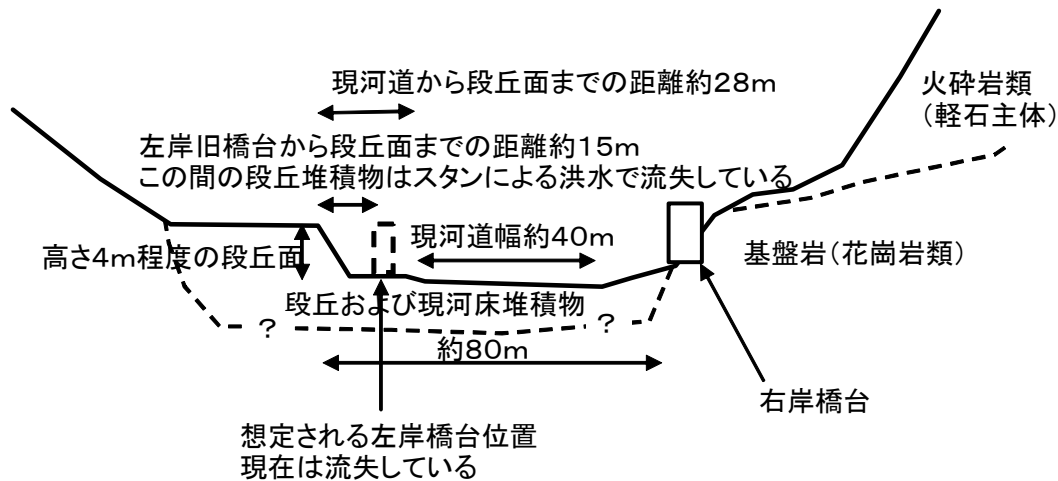 現河道から段丘面までの距離約28m
火砕岩類
(軽石主体)
左岸旧橋台から段丘面までの距離約15m
この間の段丘堆積物はスタンによる洪水で流失している
現河道幅約40m
高さ4m程度の段丘面
基盤岩(花崗岩類)
段丘および現河床堆積物
?
?
約80m
右岸橋台
想定される左岸橋台位置
現在は流失している